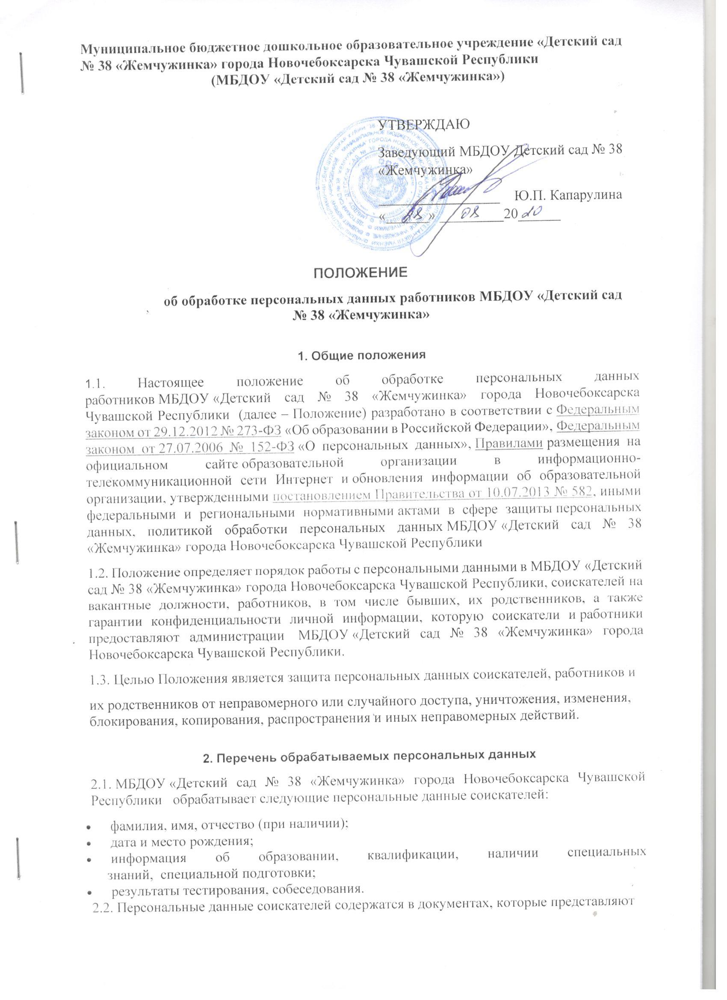 Муниципальное бюджетное дошкольное образовательное учреждение «Детский сад
№ 38 «Жемчужинка» города Новочебоксарска Чувашской Республики
(МБДОУ «Детский сад № 38 «Жемчужинка»)
УТВЕРЖДАЮ
Заведующий МБДОУ Детский сад № 38
«Жемчужинка»
Ю.П. Капарулина
« 28 » 08 20 20
ПОЛОЖЕНИЕ
об обработке персональных данных работников МБДОУ «Детский сад
№ 38 «Жемчужинка»
1. Общие положения
1.1. Настоящее положение об обработке персональных данных
работников МБДОУ «Детский сад № 38 «Жемчужинка» города Новочебоксарска
Чувашской Республики (далее – Положение) разработано в соответствии с Федеральным
законом от 29.12.2012 № 273-ФЗ «Об образовании в Российской Федерации», Федеральным
законом от 27.07.2006 № 152-ФЗ «О персональных данных», Правилами размещения на
официальном сайте образовательной организации в информационно-
телекоммуникационной сети Интернет и обновления информации об образовательной
организации, утвержденными постановлением Правительства от 10.07.2013 № 582, иными
федеральными и региональными нормативными актами в сфере защиты персональных
данных, политикой обработки персональных данных МБДОУ «Детский сад № 38
«Жемчужинка» города Новочебоксарска Чувашской Республики
1.2. Положение определяет порядок работы с персональными данными в МБДОУ «Детский
сад № 38 «Жемчужинка» города Новочебоксарска Чувашской Республики, соискателей на
вакантные должности, работников, в том числе бывших, их родственников, а также
гарантии конфиденциальности личной информации, которую соискатели и работники
предоставляют администрации МБДОУ «Детский сад № 38 «Жемчужинка» города
Новочебоксарска Чувашской Республики.
1.3. Целью Положения является защита персональных данных соискателей, работников и
их родственников от неправомерного или случайного доступа, уничтожения, изменения,
блокирования, копирования, распространения и иных неправомерных действий.
2. Перечень обрабатываемых персональных данных
2.1. МБДОУ «Детский сад № 38 «Жемчужинка» города Новочебоксарска Чувашской
Республики обрабатывает следующие персональные данные соискателей:
• фамилия, имя, отчество (при наличии);
• дата и место рождения;
• информация об образовании, квалификации, наличии специальных
знаний, специальной подготовки;
• результаты тестирования, собеседования.
2.2. Персональные данные соискателей содержатся в документах, которые представляют